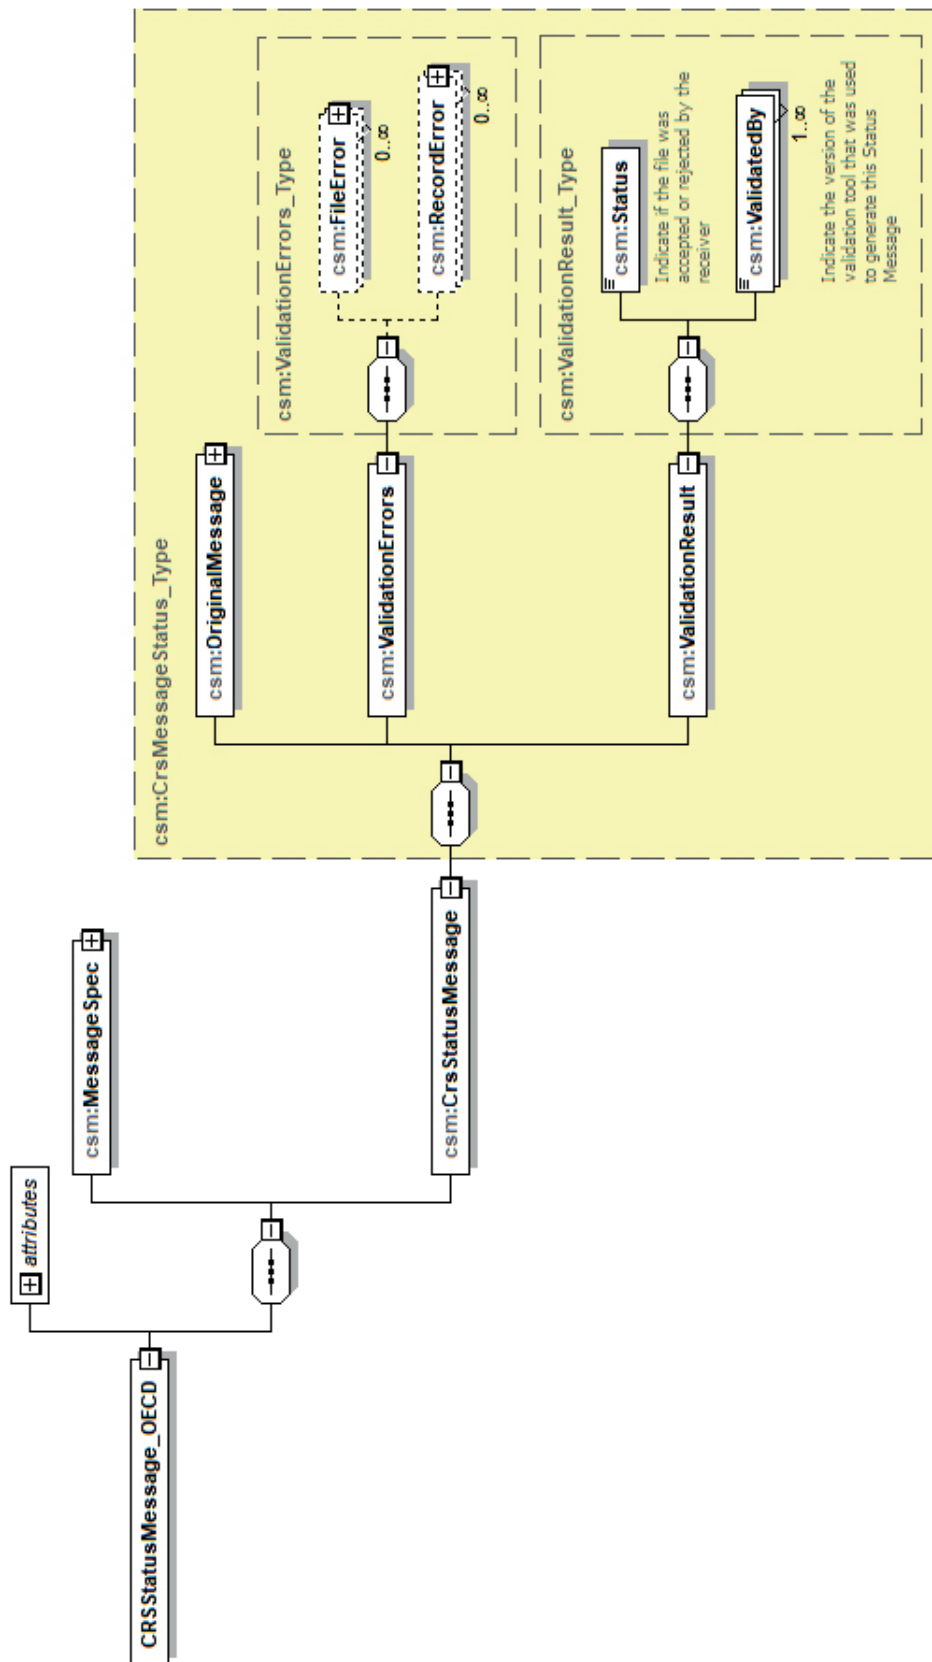 CRSStatusMessage_OECD
attributes
csm:MessageSpec
csm:CrsStatusMessage
csm:CrsMessageStatus_Type
csm:OriginalMessage
csm:ValidationErrors
csm:ValidationErrors_Type
csm:FileError
0..∞
csm:RecordError
0..∞
csm:ValidationResult
csm:ValidationResult_Type
csm:Status
Indicate if the file was
accepted or rejected by the
receiver
csm:ValidatedBy
1..∞
Indicate the version of the
validation tool that was used
to generate this Status
Message